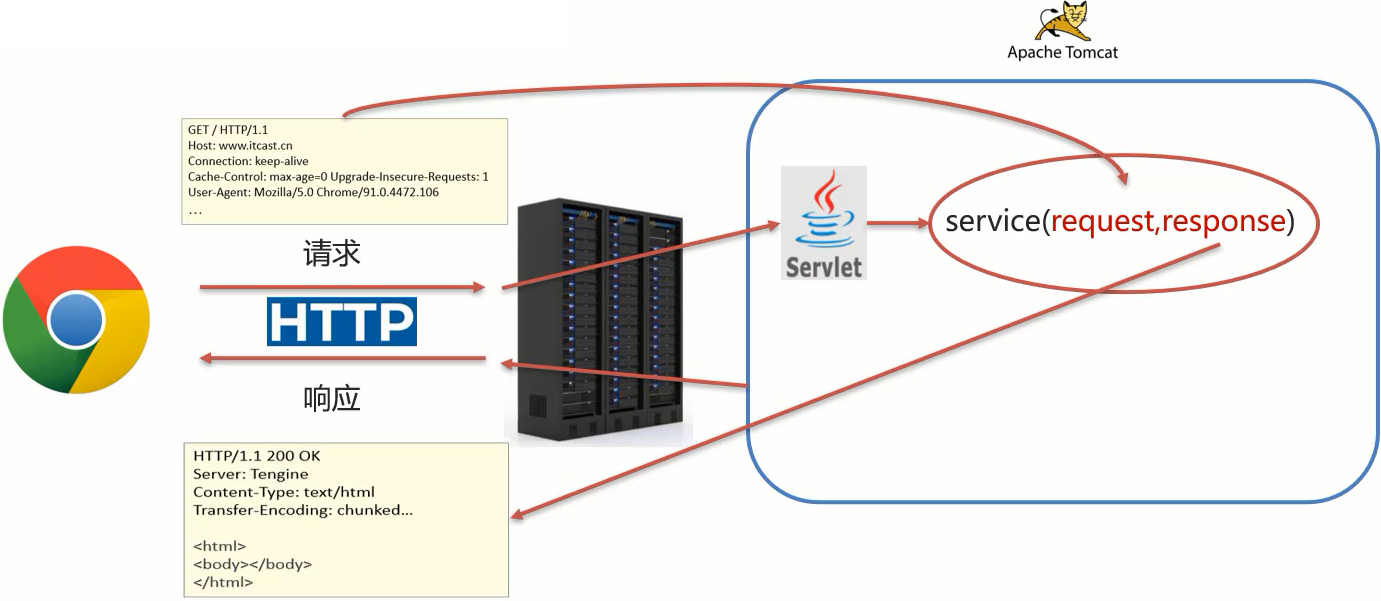 Apache Tomcat
GET / HTTP/1.1
Host: www.itcast.cn
Connection: keep-alive
Cache-Control: max-age=0 Upgrade-Insecure-Requests: 1
User-Agent: Mozilla/5.0 Chrome/91.0.4472.106
...
请求
HTTP
响应
Servlet
service(request,response)
HTTP/1.1 200 OK
Server: Tengine
Content-Type: text/html
Transfer-Encoding: chunked...
<html>
<body></body>
</html>